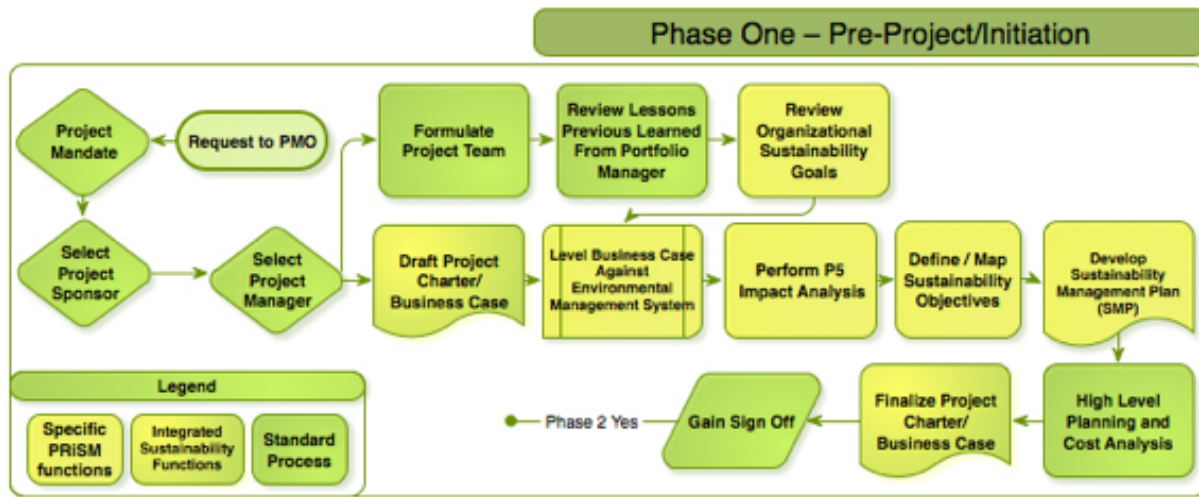 Phase One – Pre-Project/Initiation
Project
Mandate
Request to PMO
Formulate
Project Team
Review Lessons
Previous Learned
From Portfolio
Manager
Review
Organizational
Sustainability
Goals
Select
Project
Sponsor
Select
Project
Manager
Draft Project
Charter/
Business Case
Level Business Case
Against
Environmental
Management System
Perform P5
Impact Analysis
Define / Map
Sustainability
Objectives
Develop
Sustainability
Management Plan
(SMP)
High Level
Planning and
Cost Analysis
Finalize Project
Charter/
Business Case
Gain Sign Off
Phase 2 Yes
Legend
Specific
PRiSM
functions
Integrated
Sustainability
Functions
Standard
Process